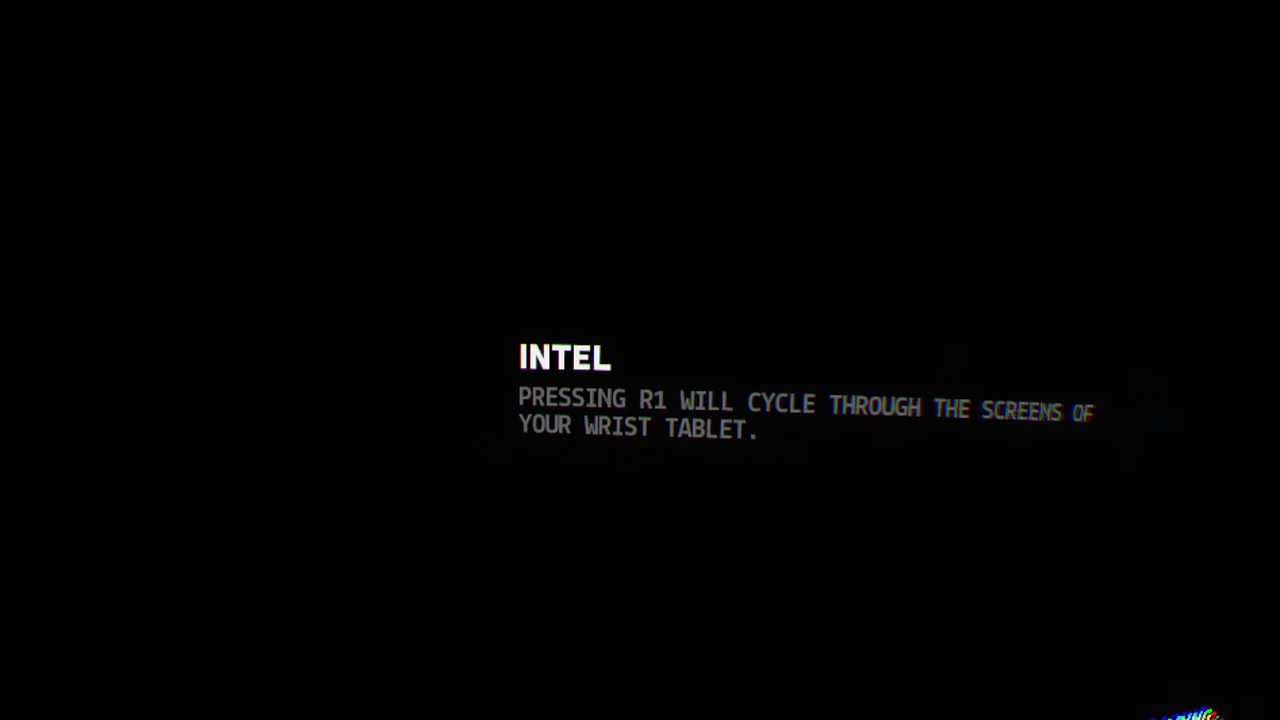 INTEL
PRESSING R1 WILL CYCLE THROUGH THE SCREENS OF
YOUR WRIST TABLET.